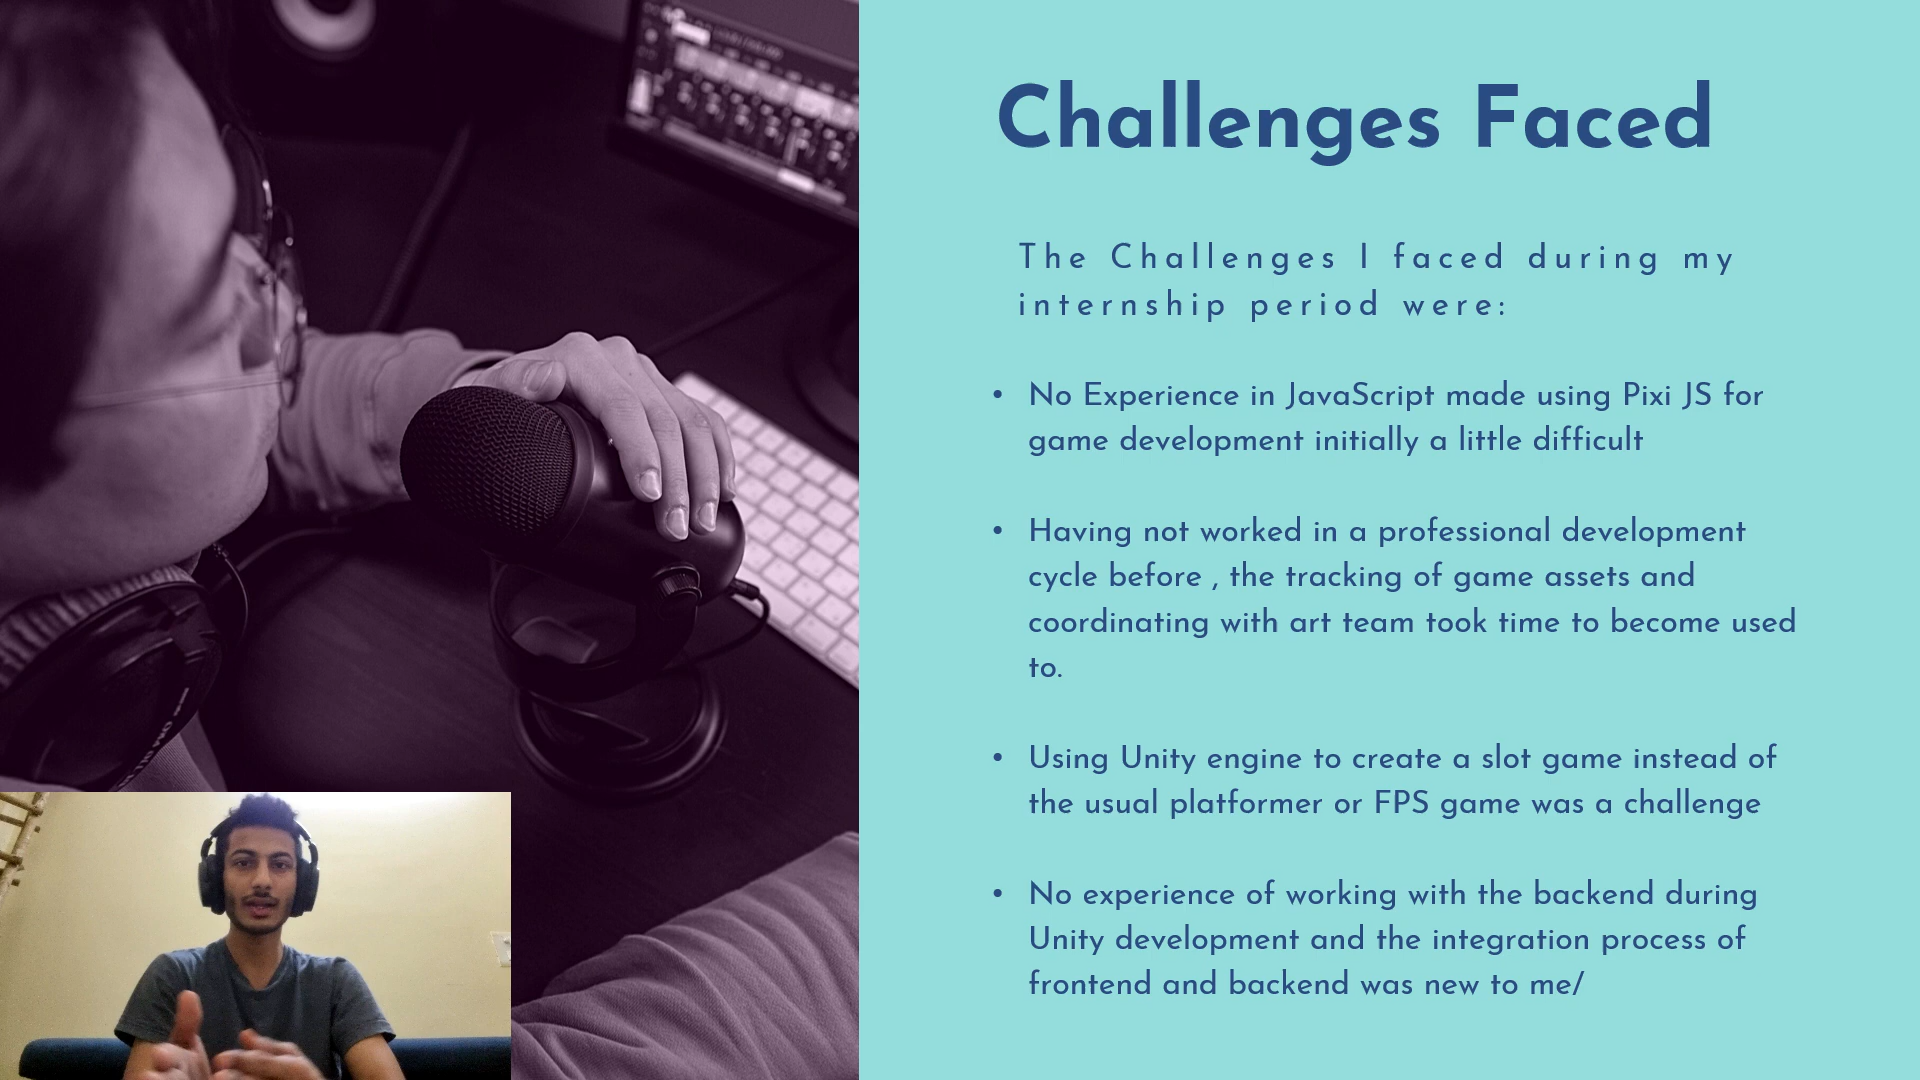 Challenges Faced
The Challenges I faced during my
internship period were:
• No Experience in JavaScript made using Pixi JS for
game development initially a little difficult
• Having not worked in a professional development
cycle before , the tracking of game assets and
coordinating with art team took time to become used
to.
• Using Unity engine to create a slot game instead of
the usual platformer or FPS game was a challenge
• No experience of working with the backend during
Unity development and the integration process of
frontend and backend was new to me/